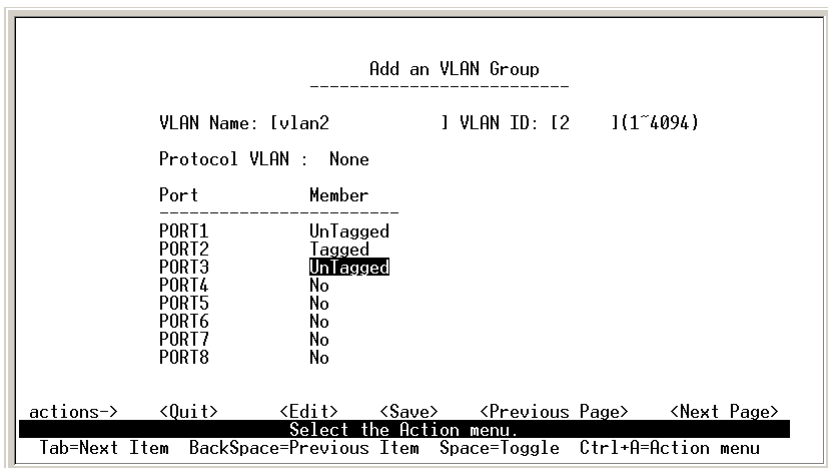 Add an VLAN Group
--------------------------
VLAN Name: [vlan2 ] VLAN ID: [2 ](1~4094)
Protocol VLAN : None
Port Member
------------------------
PORT1 UnTagged
PORT2 Tagged
PORT3 UnTagged
PORT4 No
PORT5 No
PORT6 No
PORT7 No
PORT8 No
actions-> <Quit> <Edit> <Save> <Previous Page> <Next Page>
Select the Action menu.
Tab=Next Item BackSpace=Previous Item Space=Toggle Ctrl+A=Action menu